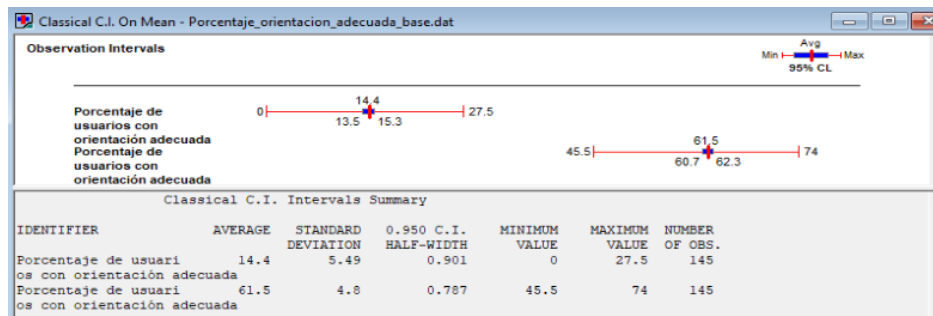 Classical C.I. On Mean - Porcentaje_orientacion_adecuada_base.dat
Observation Intervals
Min Avg Max
95% CL
Porcentaje de
usuarios con
orientación adecuada
0 14.4 27.5
13.5 15.3
Porcentaje de
usuarios con
orientación adecuada
45.5 61.5 74
60.7 62.3
Classical C.I. Intervals Summary
IDENTIFIER AVERAGE STANDARD 0.950 C.I. MINIMUM MAXIMUM NUMBER
DEVIATION HALF-WIDTH VALUE VALUE OF OBS.
Porcentaje de usuari 14.4 5.49 0.901 0 27.5 145
os con orientación adecuada
Porcentaje de usuari 61.5 4.8 0.787 45.5 74 145
os con orientación adecuada